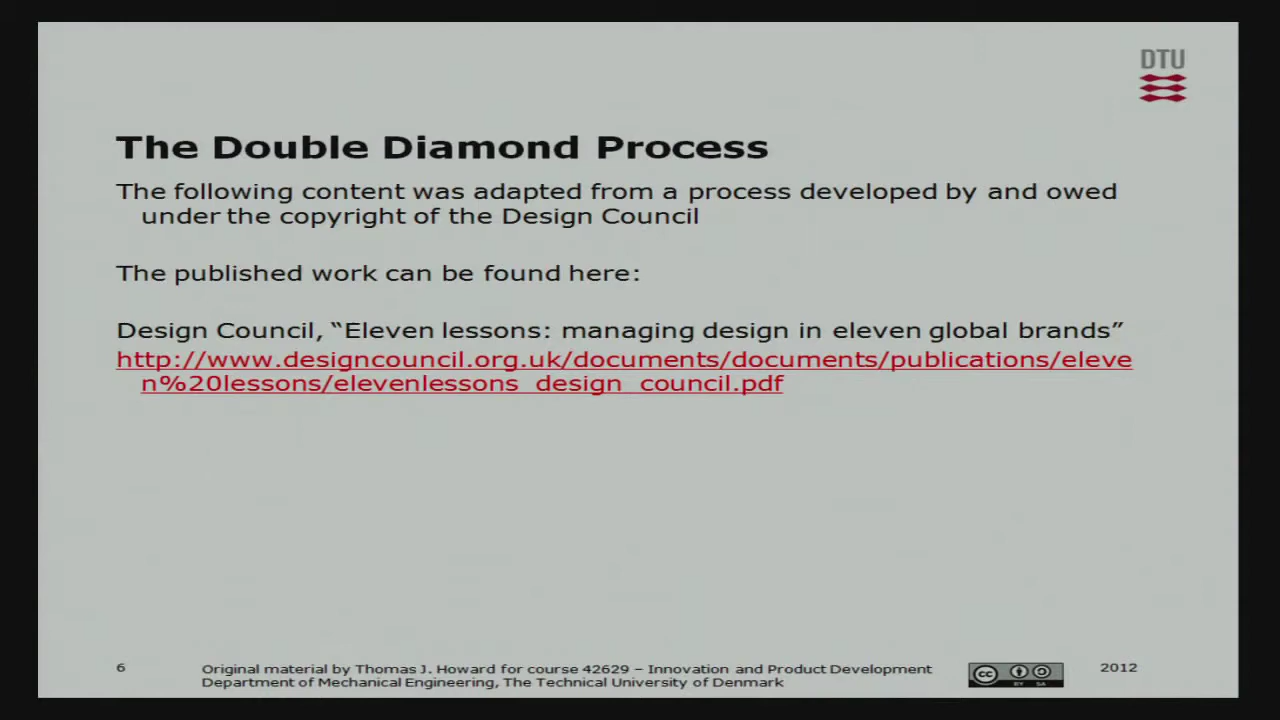 DTU
The Double Diamond Process
The following content was adapted from a process developed by and owed
under the copyright of the Design Council
The published work can be found here:
Design Council, “Eleven lessons: managing design in eleven global brands”
http://www.designcouncil.org.uk/documents/documents/publications/eleve
n%20lessons/elevenlessons_design_council.pdf
6
Original material by Thomas J. Howard for course 42629 – Innovation and Product Development
Department of Mechanical Engineering, The Technical University of Denmark
cc
BY SA
2012